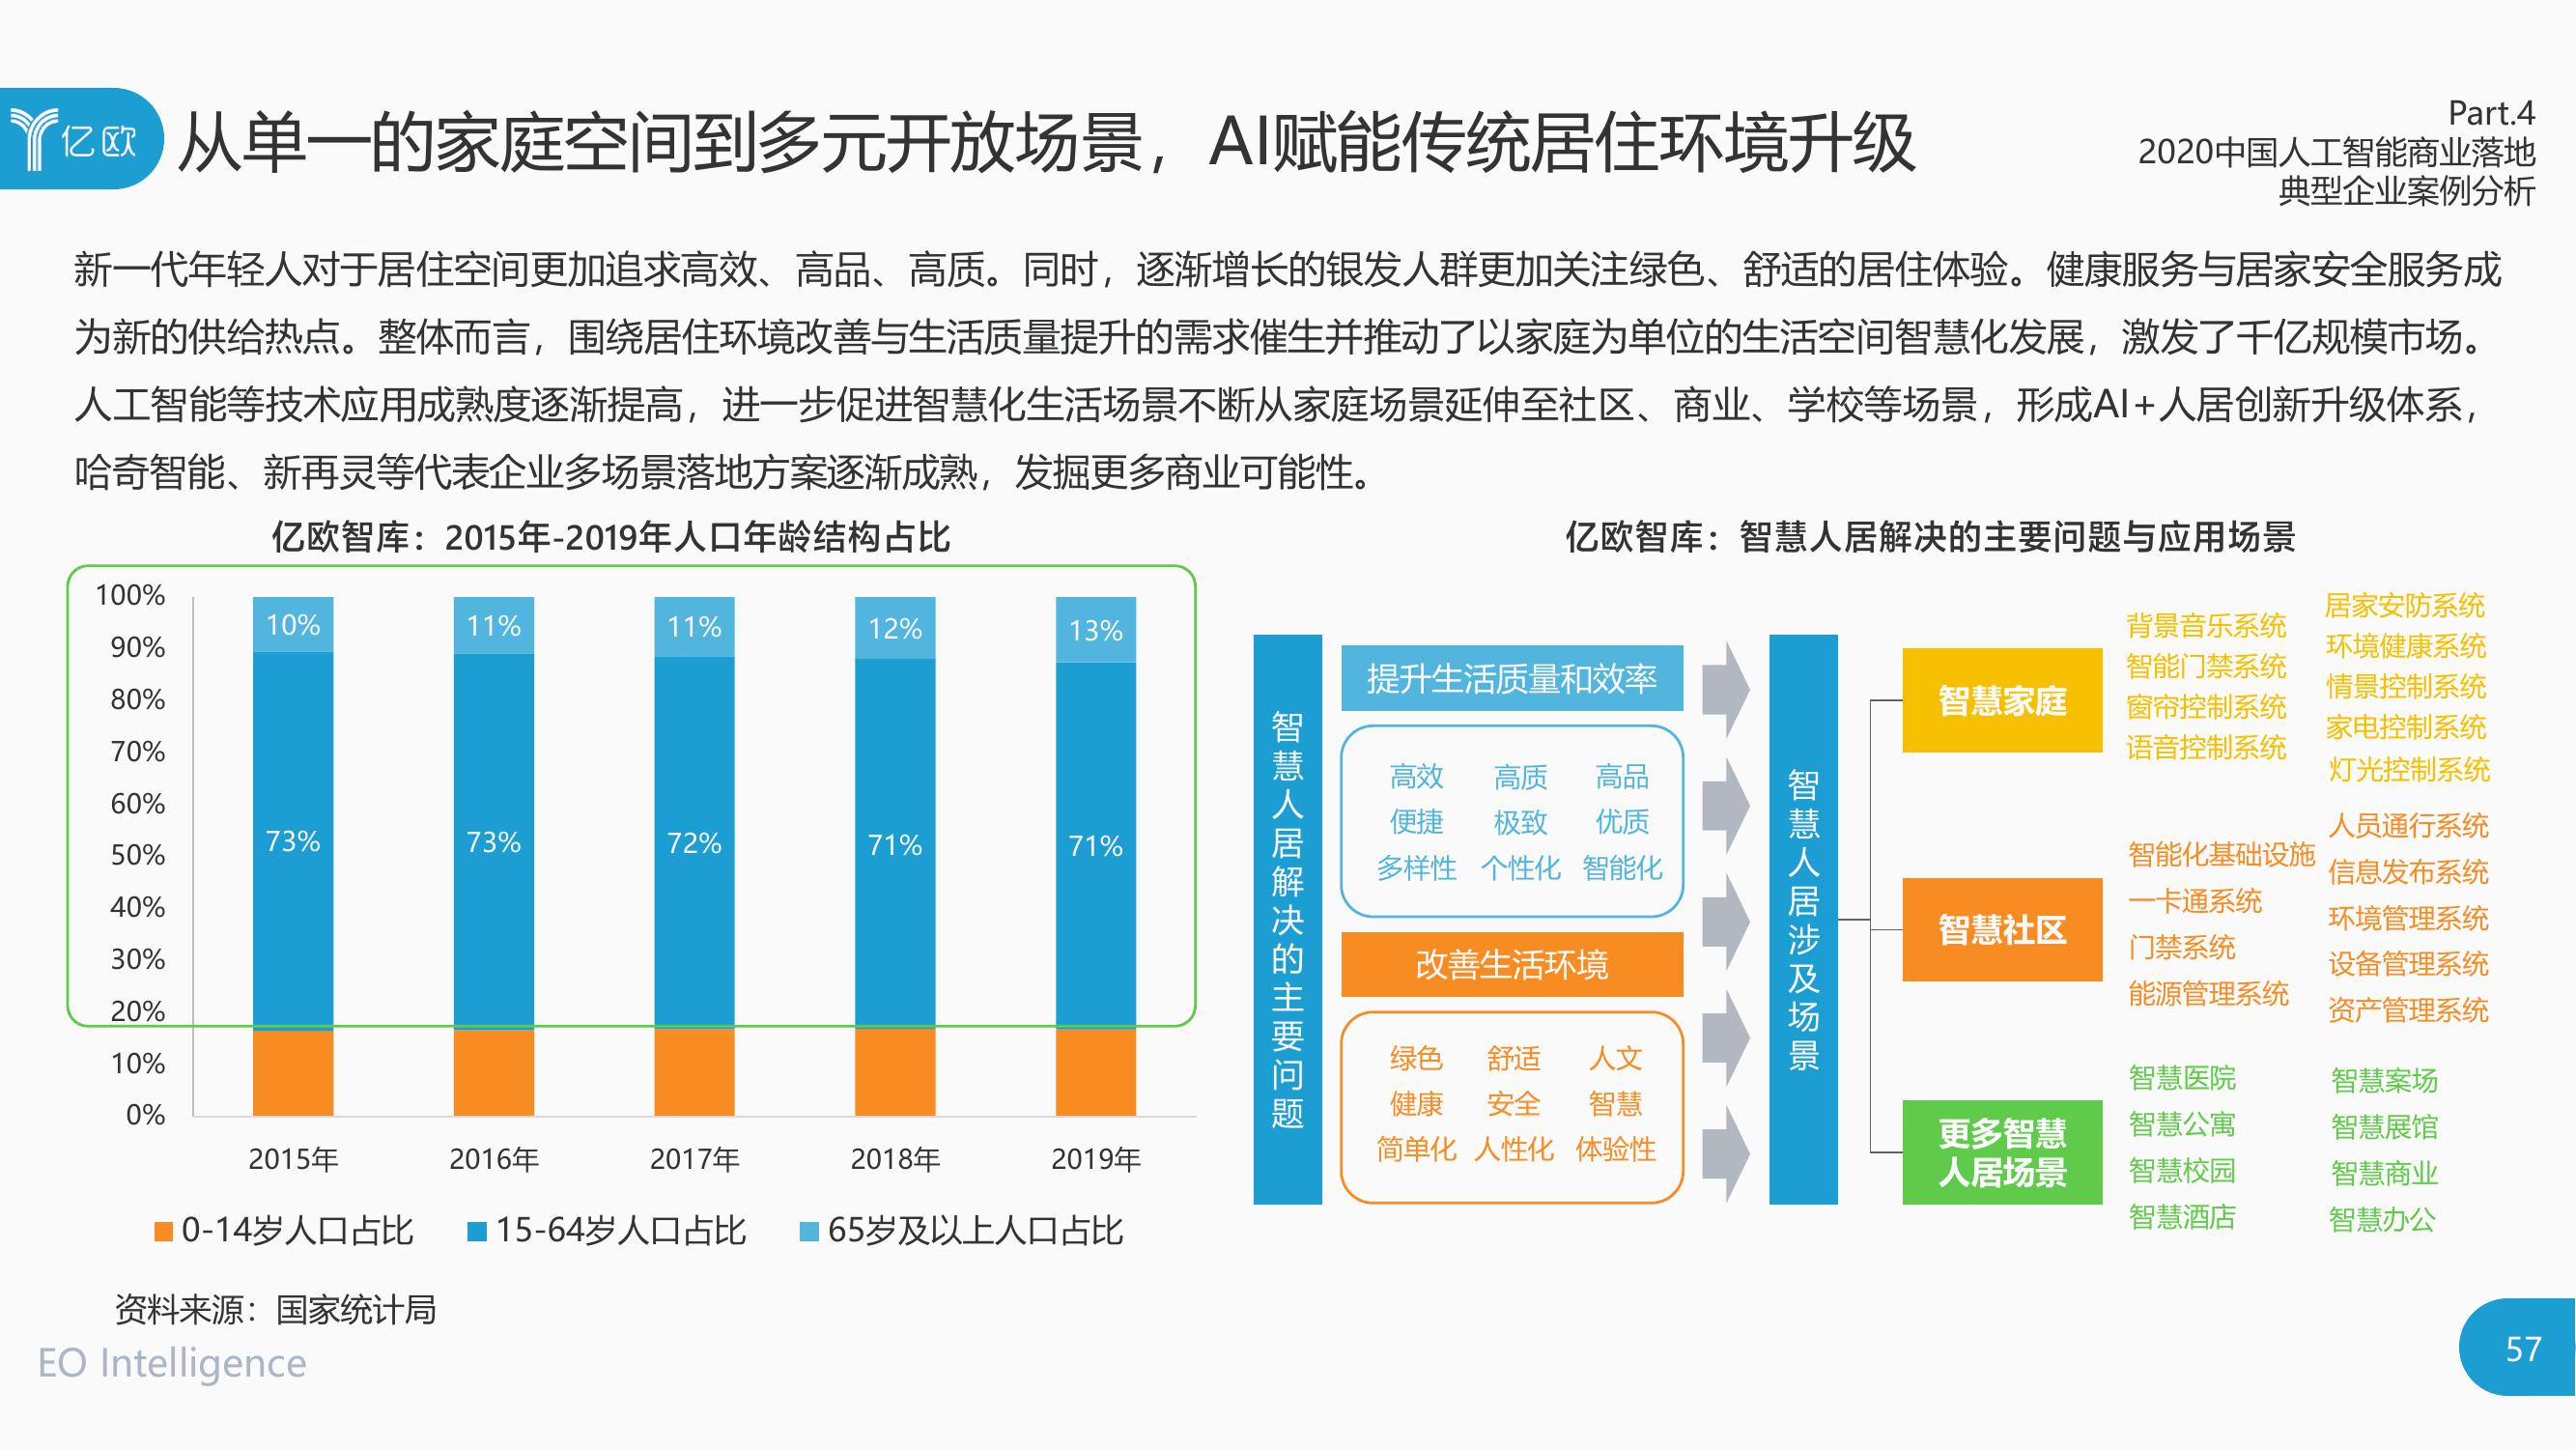 亿欧
从单一的家庭空间到多元开放场景，AI赋能传统居住环境升级
Part.4
2020中国人工智能商业落地
典型企业案例分析
新一代年轻人对于居住空间更加追求高效、高品、高质。同时，逐渐增长的银发人群更加关注绿色、舒适的居住体验。健康服务与居家安全服务成
为新的供给热点。整体而言，围绕居住环境改善与生活质量提升的需求催生并推动了以家庭为单位的生活空间智慧化发展，激发了千亿规模市场。
人工智能等技术应用成熟度逐渐提高，进一步促进智慧化生活场景不断从家庭场景延伸至社区、商业、学校等场景，形成AI+人居创新升级体系，
哈奇智能、新再灵等代表企业多场景落地方案逐渐成熟，发掘更多商业可能性。
亿欧智库：2015年-2019年人口年龄结构占比
100%
90%
80%
70%
60%
50%
40%
30%
20%
10%
0%
10% 11% 11% 12% 13%
73% 73% 72% 71% 71%
2015年 2016年 2017年 2018年 2019年
0-14岁人口占比 15-64岁人口占比 65岁及以上人口占比
资料来源：国家统计局
亿欧智库：智慧人居解决的主要问题与应用场景
智慧人居解决的主要问题
提升生活质量和效率
高效 高质 高品
便捷 极致 优质
多样性 个性化 智能化
改善生活环境
绿色 舒适 人文
健康 安全 智慧
简单化 人性化 体验性
智慧人居涉及场景
智慧家庭
背景音乐系统
智能门禁系统
窗帘控制系统
语音控制系统
居家安防系统
环境健康系统
情景控制系统
家电控制系统
灯光控制系统
智慧社区
智能化基础设施
一卡通系统
门禁系统
能源管理系统
人员通行系统
信息发布系统
环境管理系统
设备管理系统
资产管理系统
更多智慧
人居场景
智慧医院
智慧公寓
智慧校园
智慧酒店
智慧案场
智慧展馆
智慧商业
智慧办公
EO Intelligence
57